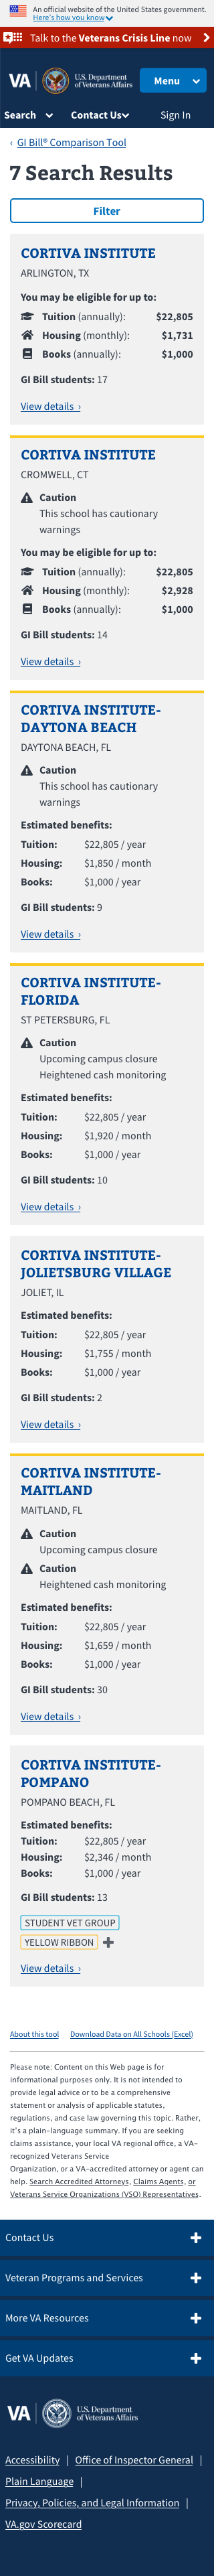 An official website of the United States government.
Here's how you know
Talk to the Veterans Crisis Line now
VA
U.S. Department
of Veterans Affairs
Menu
Search
Contact Us
Sign In
‹ GI Bill® Comparison Tool
7 Search Results
Filter
CORTIVA INSTITUTE
ARLINGTON, TX
You may be eligible for up to:
Tuition (annually): $22,805
Housing (monthly): $1,731
Books (annually): $1,000
GI Bill students: 17
View details ›
CORTIVA INSTITUTE
CROMWELL, CT
Caution
This school has cautionary
warnings
You may be eligible for up to:
Tuition (annually): $22,805
Housing (monthly): $2,928
Books (annually): $1,000
GI Bill students: 14
View details ›
CORTIVA INSTITUTE-
DAYTONA BEACH
DAYTONA BEACH, FL
Caution
This school has cautionary
warnings
Estimated benefits:
Tuition: $22,805 / year
Housing: $1,850 / month
Books: $1,000 / year
GI Bill students: 9
View details ›
CORTIVA INSTITUTE-
FLORIDA
ST PETERSBURG, FL
Caution
Upcoming campus closure
Heightened cash monitoring
Estimated benefits:
Tuition: $22,805 / year
Housing: $1,920 / month
Books: $1,000 / year
GI Bill students: 10
View details ›
CORTIVA INSTITUTE-
JOLIETSBURG VILLAGE
JOLIET, IL
Estimated benefits:
Tuition: $22,805 / year
Housing: $1,755 / month
Books: $1,000 / year
GI Bill students: 2
View details ›
CORTIVA INSTITUTE-
MAITLAND
MAITLAND, FL
Caution
Upcoming campus closure
Caution
Heightened cash monitoring
Estimated benefits:
Tuition: $22,805 / year
Housing: $1,659 / month
Books: $1,000 / year
GI Bill students: 30
View details ›
CORTIVA INSTITUTE-
POMPANO
POMPANO BEACH, FL
Estimated benefits:
Tuition: $22,805 / year
Housing: $2,346 / month
Books: $1,000 / year
GI Bill students: 13
STUDENT VET GROUP
YELLOW RIBBON
View details ›
About this tool Download Data on All Schools (Excel)
Please note: Content on this Web page is for
informational purposes only. It is not intended to
provide legal advice or to be a comprehensive
statement or analysis of applicable statutes,
regulations, and case law governing this topic. Rather,
it's a plain-language summary. If you are seeking
claims assistance, your local VA regional office, a VA-
recognized Veterans Service
Organization, or a VA-accredited attorney or agent can
help. Search Accredited Attorneys, Claims Agents, or
Veterans Service Organizations (VSO) Representatives.
Contact Us
Veteran Programs and Services
More VA Resources
Get VA Updates
VA
U.S. Department
of Veterans Affairs
Accessibility | Office of Inspector General |
Plain Language |
Privacy, Policies, and Legal Information |
VA.gov Scorecard